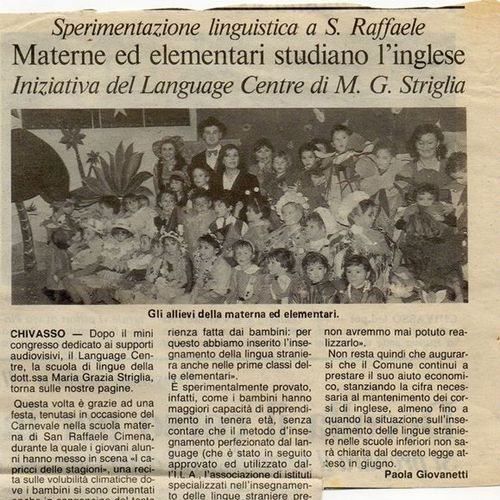 Sperimentazione linguistica a S. Raffaele
Materne ed elementari studiano l'inglese
Iniziativa del Language Centre di M. G. Striglia
Gli allievi della materna ed elementari.
CHIVASSO — Dopo il mini
congresso dedicato ai supporti
audiovisivi, il Language Cen-
tre, la scuola di lingue della
dott.ssa Maria Grazia Striglia,
torna sulle nostre pagine.
Questa volta è grazie ad una
festa, tenutasi in occasione del
Carnevale nella scuola mater-
na di San Raffaele Cimena,
durante la quale i giovani alun-
ni hanno messo in scena «I ca-
pricci delle stagioni», una reci-
ta sulle volubilità climatiche do-
ve i bambini si sono cimentati
rienza fatta dai bambini: per
questo abbiamo inserito l'inse-
gnamento della lingua stranie-
ra anche nelle prime classi del-
le elementari».
È sperimentalmente provato,
infatti, come i bambini hanno
maggiori capacità di apprendi-
mento in tenera età, senza
contare che il metodo d'inse-
gnamento perfezionato dal lan-
guage (che è stato in seguito
approvato ed utilizzato dal-
l'I.L.A., l'associazione di istituti
specializzati nell'insegnamen-
to delle lingue straniere pre-
non avremmo mai potuto rea-
lizzarlo».
Non resta quindi che augurar-
si che il Comune continui a
prestare il suo aiuto economi-
co, stanziando la cifra neces-
saria al mantenimento dei cor-
si di inglese, almeno fino a
quando la situazione sull'inse-
gnamento delle lingue stranie-
re nelle scuole inferiori non sa-
rà chiarita dal decreto legge at-
teso in giugno.
Paola Giovanetti